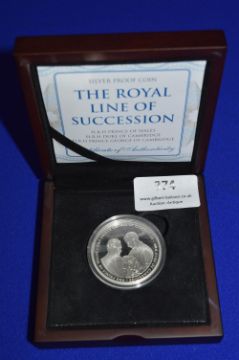 SILVER PROOF COIN
THE ROYAL
LINE OF
SUCCESSION
H.R.H PRINCE OF WALES
H.R.H DUKE OF CAMBRIDGE
H.R.H PRINCE GEORGE OF CAMBRIDGE
Certificate of Authenticity
274
www.gilbert-baitson.co.uk
Auction Antique